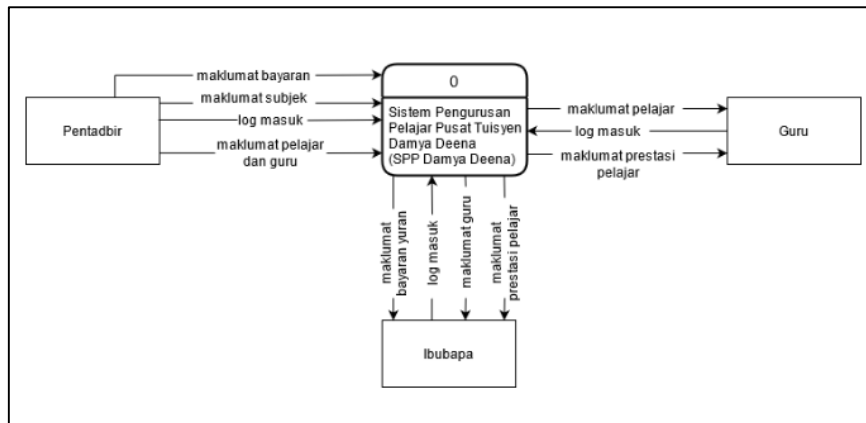 maklumat bayaran
maklumat subjek
log masuk
maklumat pelajar
dan guru
Pentadbir
0
Sistem Pengurusan
Pelajar Pusat Tuisyen
Damya Deena
(SPP Damya Deena)
maklumat pelajar
log masuk
maklumat prestasi
pelajar
Guru
maklumat
bayaran yuran
log masuk
maklumat guru
maklumat
prestasi pelajar
Ibubapa